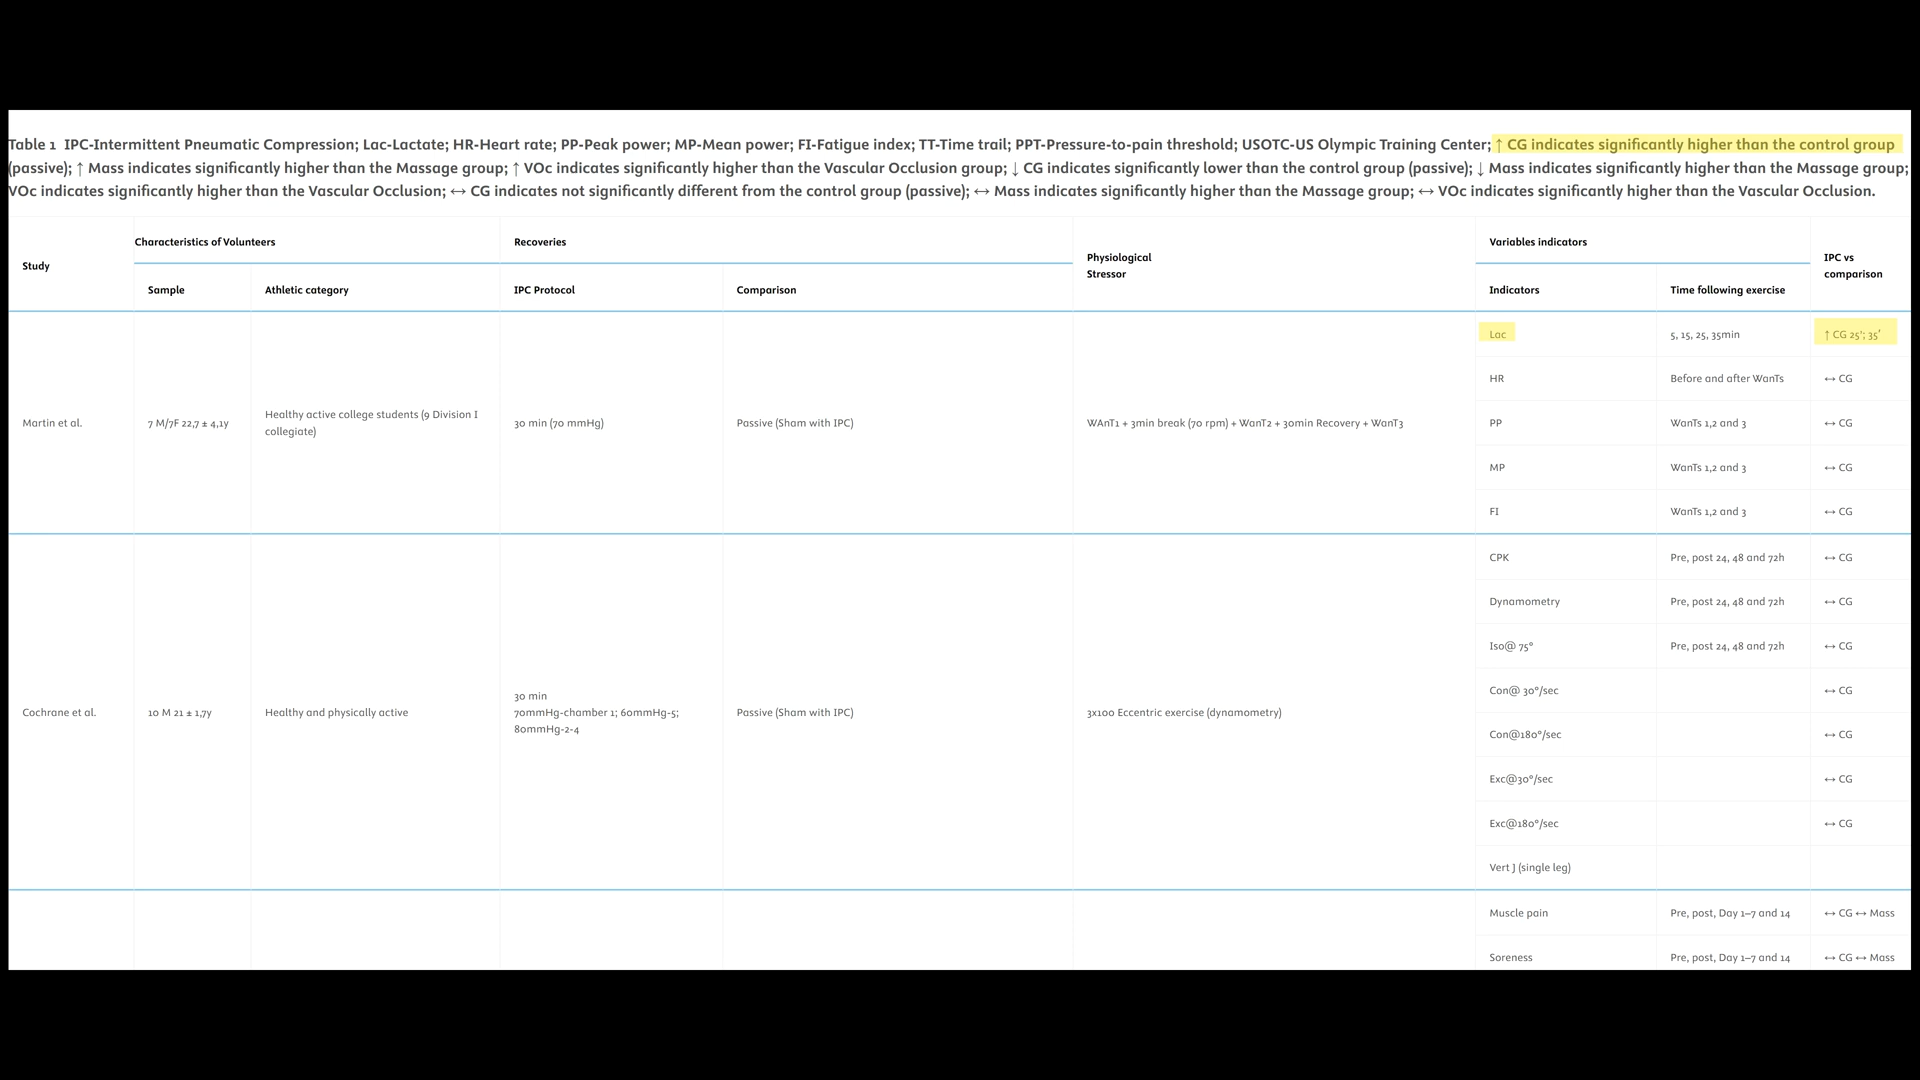 Table 1 IPC-Intermittent Pneumatic Compression; Lac-Lactate; HR-Heart rate; PP-Peak power; MP-Mean power; FI-Fatigue index; TT-Time trail; PPT-Pressure-to-pain threshold; USOTC-US Olympic Training Center; ↑ CG indicates significantly higher than the control group
(passive); ↑ Mass indicates significantly higher than the Massage group; ↑ VOc indicates significantly higher than the Vascular Occlusion group; ↓ CG indicates significantly lower than the control group (passive); ↓ Mass indicates significantly higher than the Massage group;
VOc indicates significantly higher than the Vascular Occlusion; ↔ CG indicates not significantly different from the control group (passive); ↔ Mass indicates significantly higher than the Massage group; ↔ VOc indicates significantly higher than the Vascular Occlusion.
Study
Characteristics of Volunteers
Recoveries
Physiological
Stressor
Variables indicators
IPC vs
comparison
Sample
Athletic category
IPC Protocol
Comparison
Indicators
Time following exercise
Martin et al.
7 M/7F 22,7 ± 4,1y
Healthy active college students (9 Division I
collegiate)
30 min (70 mmHg)
Passive (Sham with IPC)
WAnT1 + 3min break (70 rpm) + WanT2 + 30min Recovery + WanT3
Lac
5, 15, 25, 35min
↑ CG 25'; 35'
HR
Before and after WanTs
↔ CG
PP
WanTs 1,2 and 3
↔ CG
MP
WanTs 1,2 and 3
↔ CG
FI
WanTs 1,2 and 3
↔ CG
Cochrane et al.
10 M 21 ± 1,7y
Healthy and physically active
30 min
70mmHg-chamber 1; 60mmHg-5;
80mmHg-2-4
Passive (Sham with IPC)
3x100 Eccentric exercise (dynamometry)
CPK
Pre, post 24, 48 and 72h
↔ CG
Dynamometry
Pre, post 24, 48 and 72h
↔ CG
Iso@ 75°
Pre, post 24, 48 and 72h
↔ CG
Con@ 30°/sec
↔ CG
Con@180°/sec
↔ CG
Exc@30°/sec
↔ CG
Exc@180°/sec
↔ CG
Vert J (single leg)
Muscle pain
Pre, post, Day 1–7 and 14
↔ CG ↔ Mass
Soreness
Pre, post, Day 1–7 and 14
↔ CG ↔ Mass